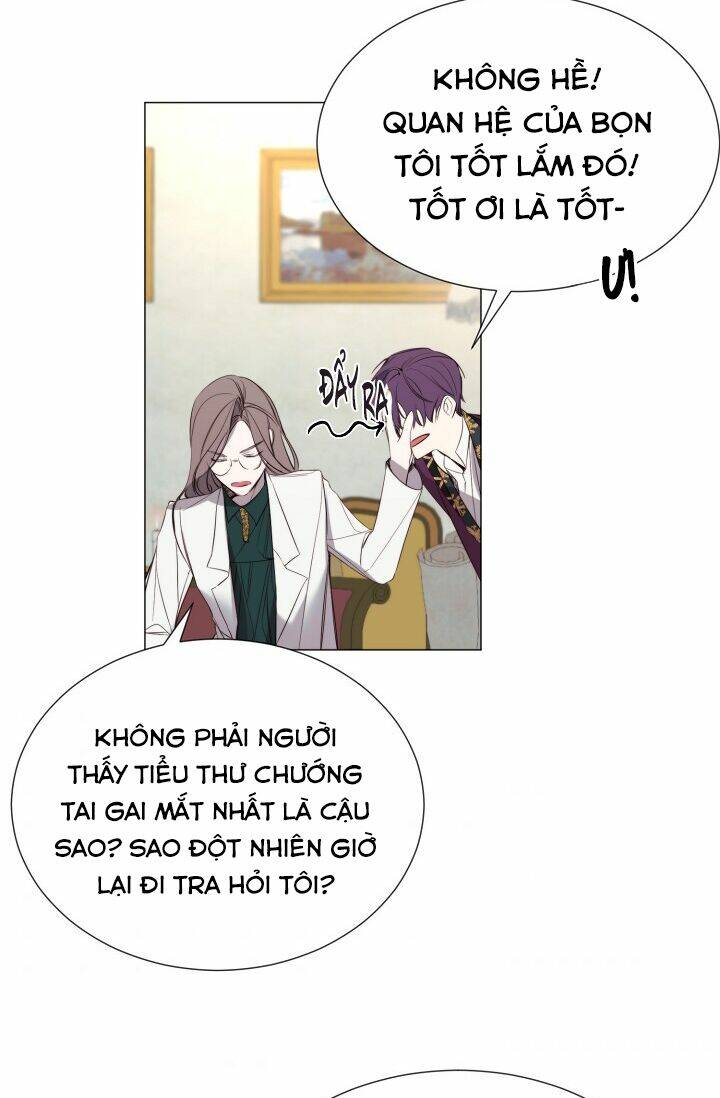 KHÔNG HỀ!
QUAN HỆ CỦA BỌN
TÔI TỐT LẮM ĐÓ!
TỐT ƠI LÀ TỐT-
Ư!
ĐẨY RA
KHÔNG PHẢI NGƯỜI
THẤY TIỂU THƯ CHƯỚNG
TAI GAI MẮT NHẤT LÀ CẬU
SAO? SAO ĐỘT NHIÊN GIỜ
LẠI ĐI TRA HỎI TÔI?